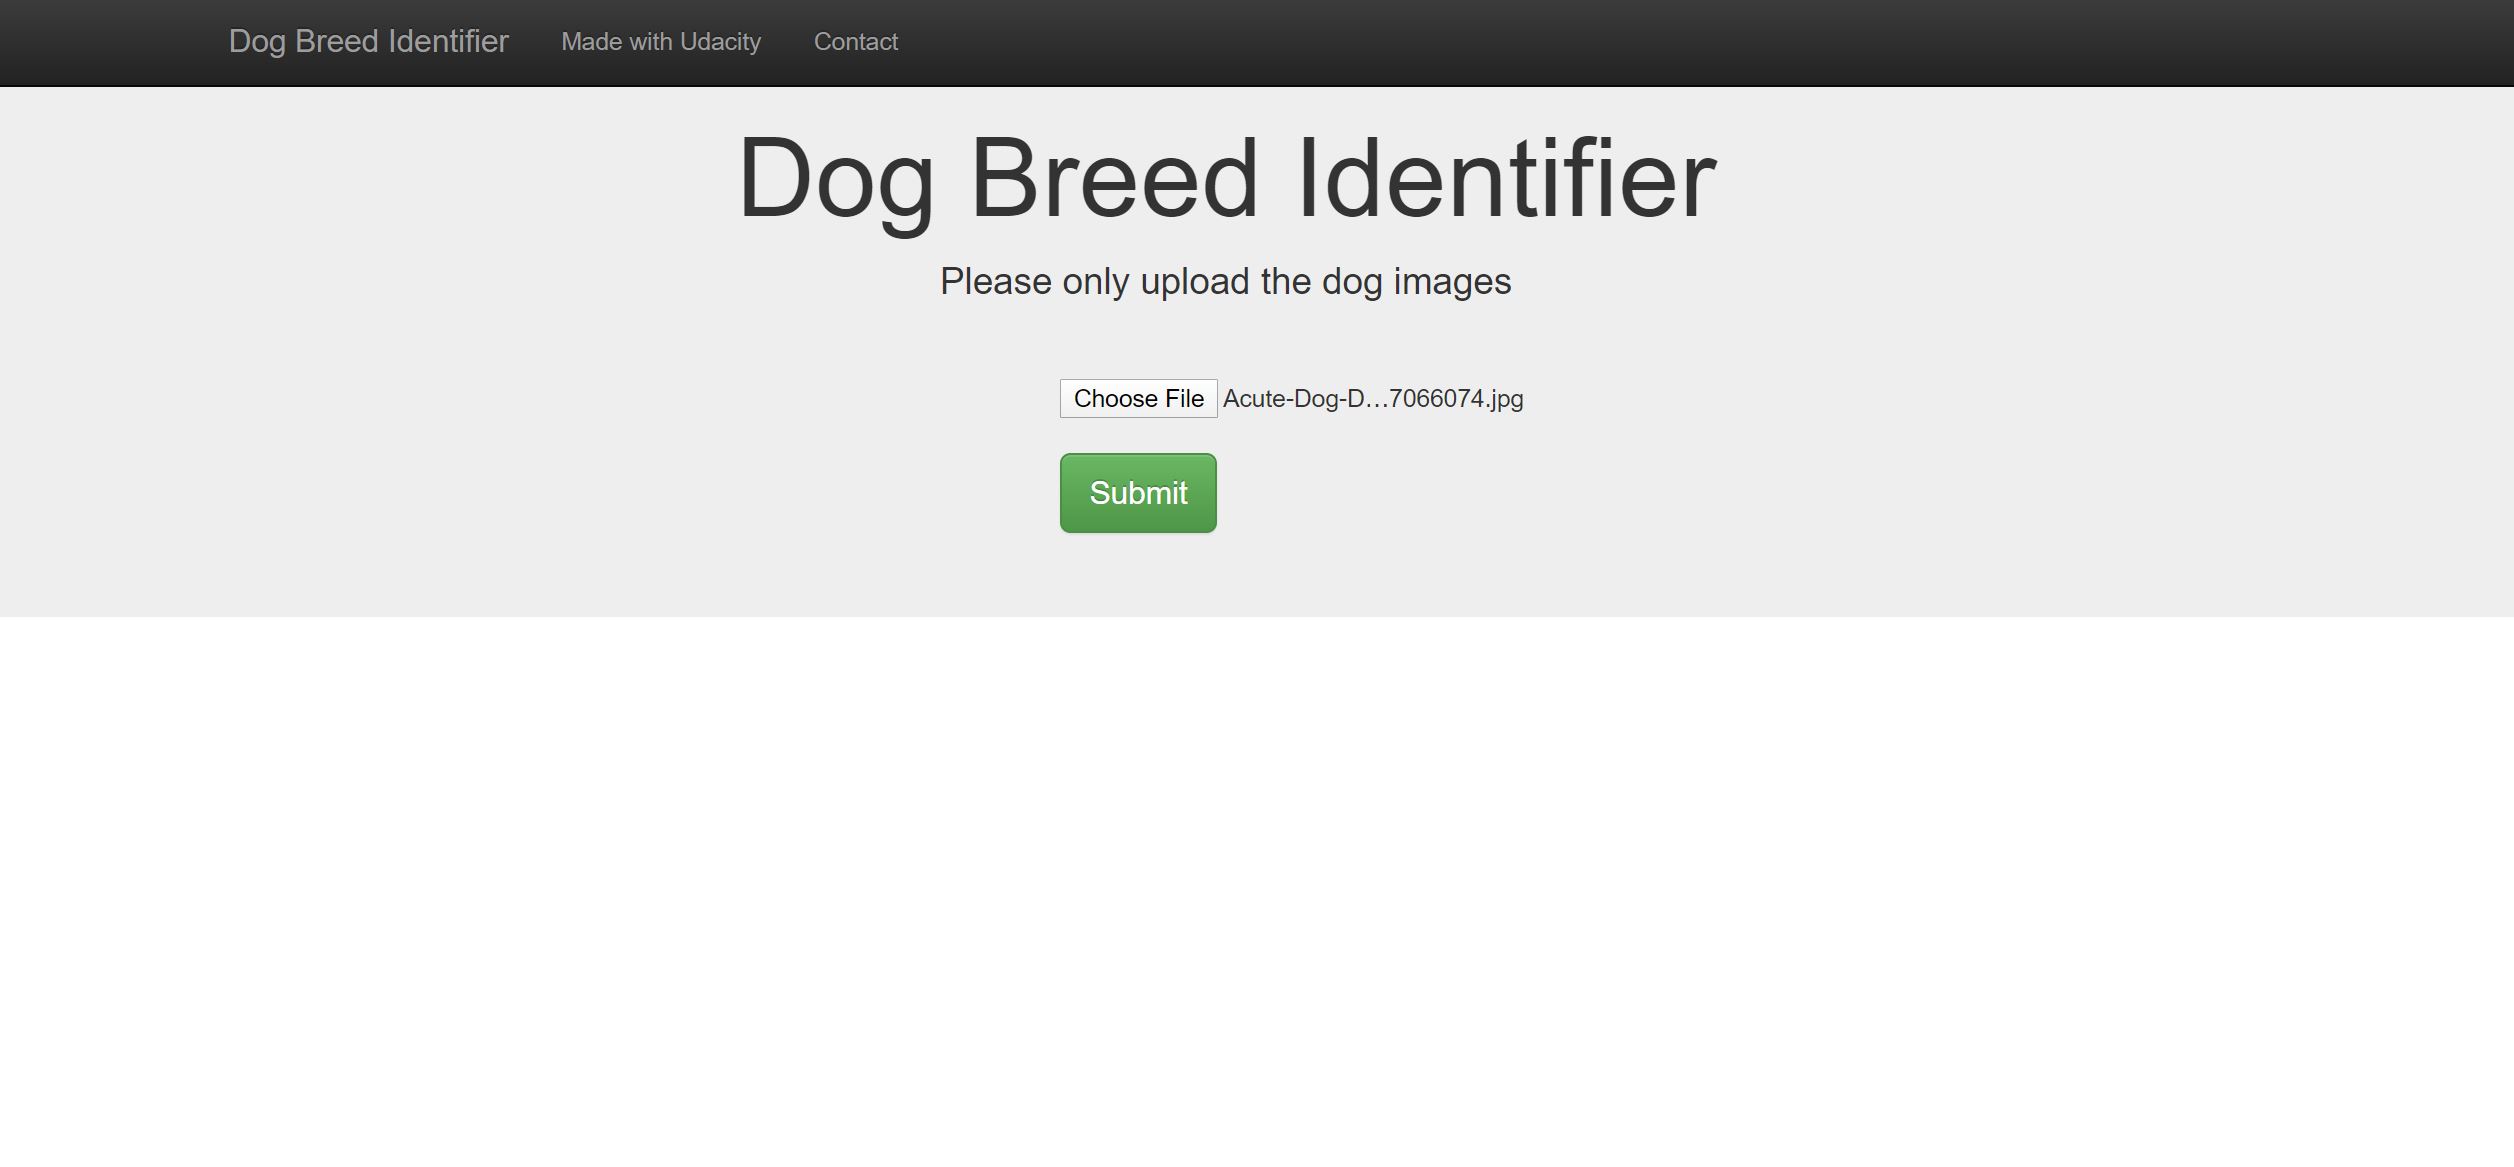 Dog Breed Identifier Made with Udacity Contact
Dog Breed Identifier
Please only upload the dog images
Choose File Acute-Dog-D…7066074.jpg
Submit